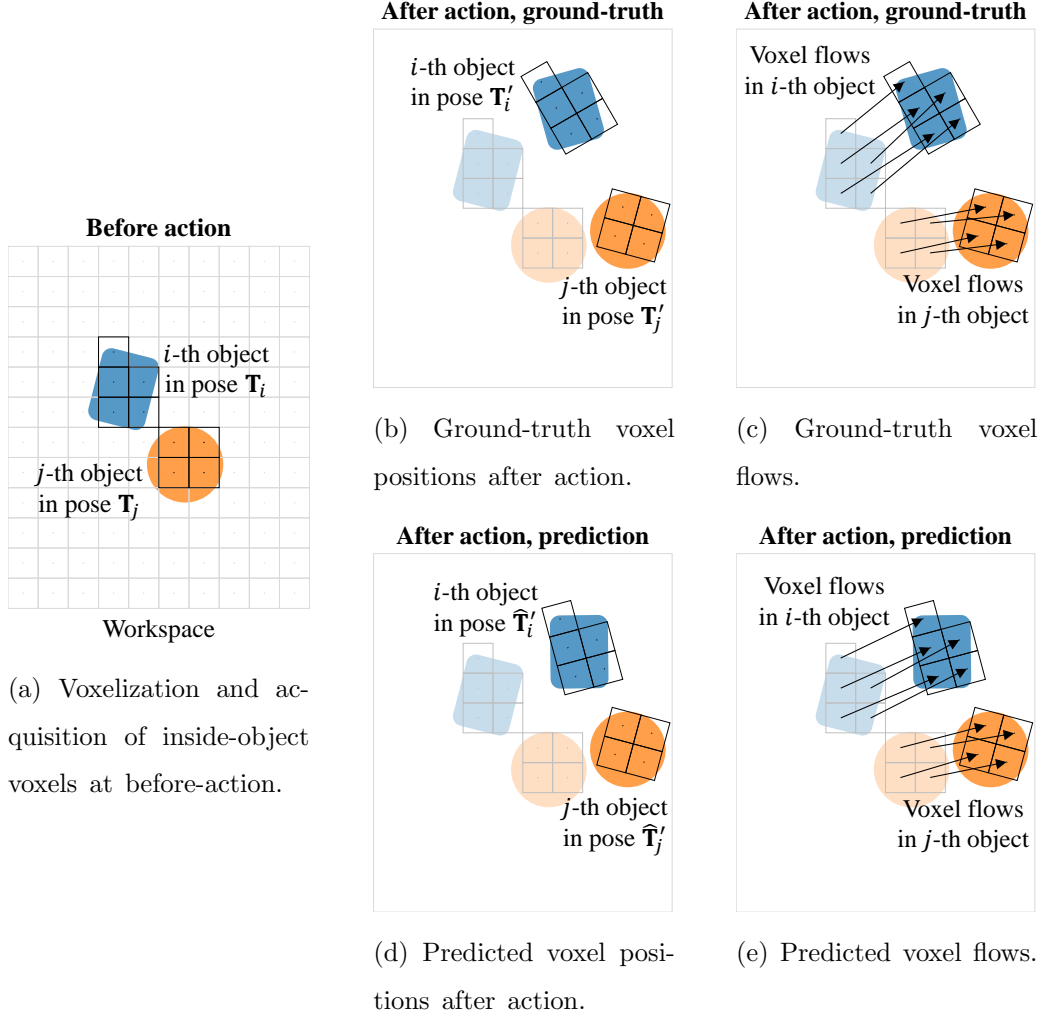 Before action
i-th object
in pose T_i
j-th object
in pose T_j
Workspace
(a) Voxelization and ac-
quisition of inside-object
voxels at before-action.
After action, ground-truth
i-th object
in pose T′_i
j-th object
in pose T′_j
(b) Ground-truth voxel
positions after action.
After action, ground-truth
Voxel flows
in i-th object
Voxel flows
in j-th object
(c) Ground-truth voxel
flows.
After action, prediction
i-th object
in pose T̂′_i
j-th object
in pose T̂′_j
(d) Predicted voxel posi-
tions after action.
After action, prediction
Voxel flows
in i-th object
Voxel flows
in j-th object
(e) Predicted voxel flows.